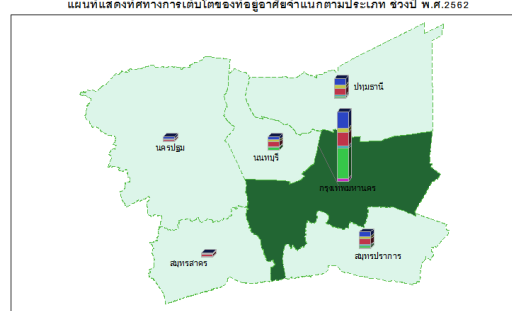 แผนที่แสดงทิศทางการเติบโตของที่อยู่อาศัยจำแนกตามประเภท ช่วงปี พ.ศ.2562
ปทุมธานี
นครปฐม
นนทบุรี
กรุงเทพมหานคร
สมุทรปราการ
สมุทรสาคร